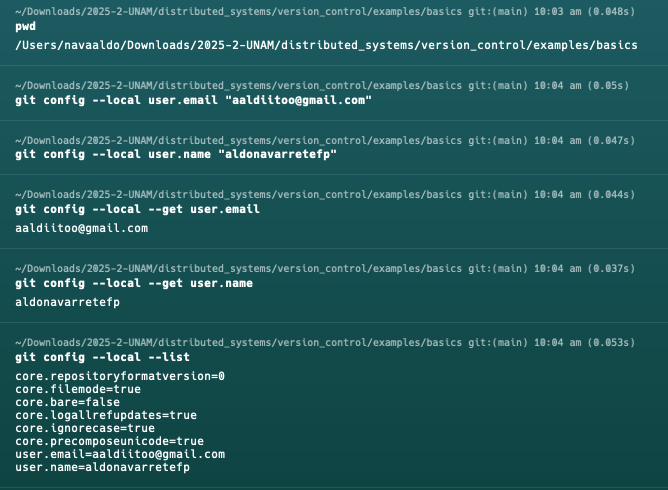 ~/Downloads/2025-2-UNAM/distributed_systems/version_control/examples/basics git:(main) 10:03 am (0.048s)
pwd
/Users/navaaldo/Downloads/2025-2-UNAM/distributed_systems/version_control/examples/basics
~/Downloads/2025-2-UNAM/distributed_systems/version_control/examples/basics git:(main) 10:04 am (0.05s)
git config --local user.email "aaldiitoo@gmail.com"
~/Downloads/2025-2-UNAM/distributed_systems/version_control/examples/basics git:(main) 10:04 am (0.047s)
git config --local user.name "aldonavarretefp"
~/Downloads/2025-2-UNAM/distributed_systems/version_control/examples/basics git:(main) 10:04 am (0.044s)
git config --local --get user.email
aaldiitoo@gmail.com
~/Downloads/2025-2-UNAM/distributed_systems/version_control/examples/basics git:(main) 10:04 am (0.037s)
git config --local --get user.name
aldonavarretefp
~/Downloads/2025-2-UNAM/distributed_systems/version_control/examples/basics git:(main) 10:04 am (0.053s)
git config --local --list
core.repositoryformatversion=0
core.filemode=true
core.bare=false
core.logallrefupdates=true
core.ignorecase=true
core.precomposeunicode=true
user.email=aaldiitoo@gmail.com
user.name=aldonavarretefp